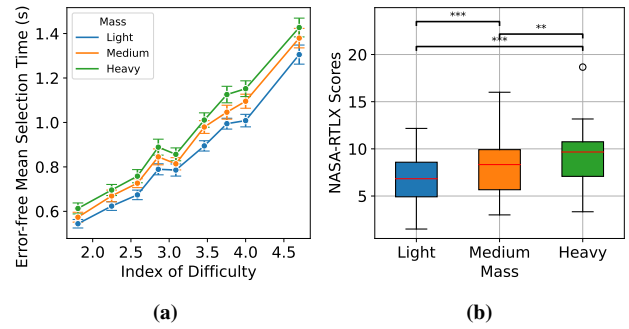 Error-free Mean Selection Time (s)
1.4
1.2
1.0
0.8
0.6
Mass
Light
Medium
Heavy
2.0 2.5 3.0 3.5 4.0 4.5
Index of Difficulty
(a)
NASA-RTLX Scores
20
15
10
5
***
**
***
Light Medium Heavy
Mass
(b)